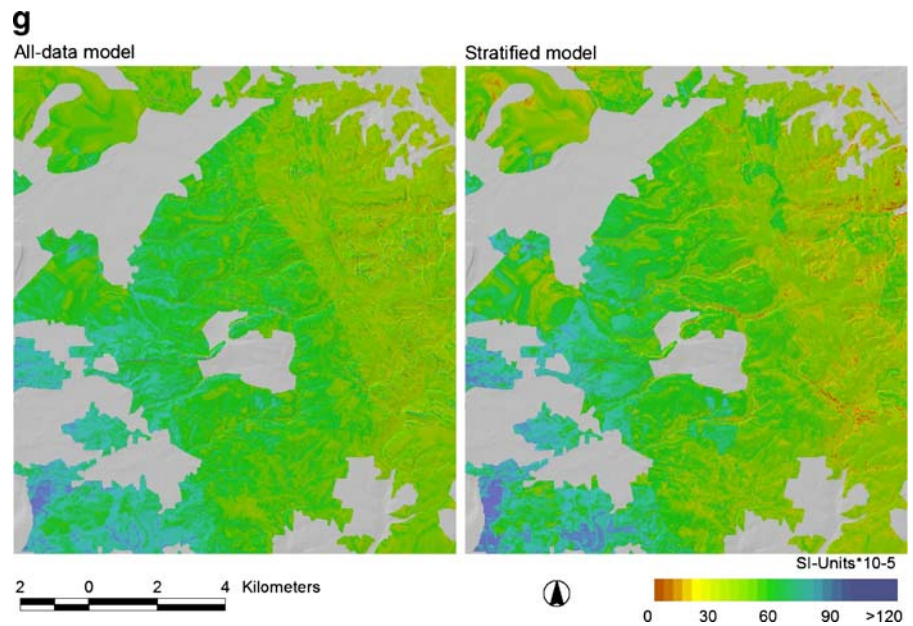 g
All-data model
Stratified model
SI-Units*10-5
2 0 2 4 Kilometers
0 30 60 90 >120